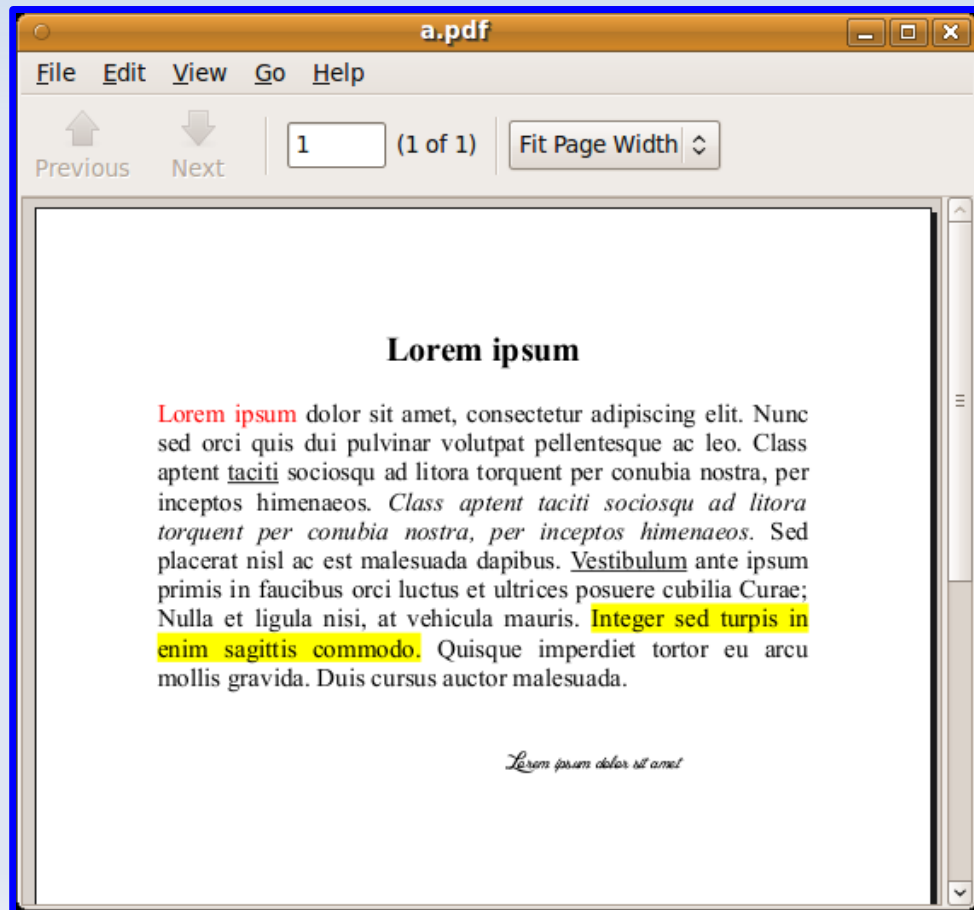 a.pdf
File Edit View Go Help
Previous Next 1 (1 of 1) Fit Page Width
Lorem ipsum
Lorem ipsum dolor sit amet, consectetur adipiscing elit. Nunc
sed orci quis dui pulvinar volutpat pellentesque ac leo. Class
aptent taciti sociosqu ad litora torquent per conubia nostra, per
inceptos himenaeos. Class aptent taciti sociosqu ad litora
torquent per conubia nostra, per inceptos himenaeos. Sed
placerat nisl ac est malesuada dapibus. Vestibulum ante ipsum
primis in faucibus orci luctus et ultrices posuere cubilia Curae;
Nulla et ligula nisi, at vehicula mauris. Integer sed turpis in
enim sagittis commodo. Quisque imperdiet tortor eu arcu
mollis gravida. Duis cursus auctor malesuada.
Lorem ipsum dolor sit amet